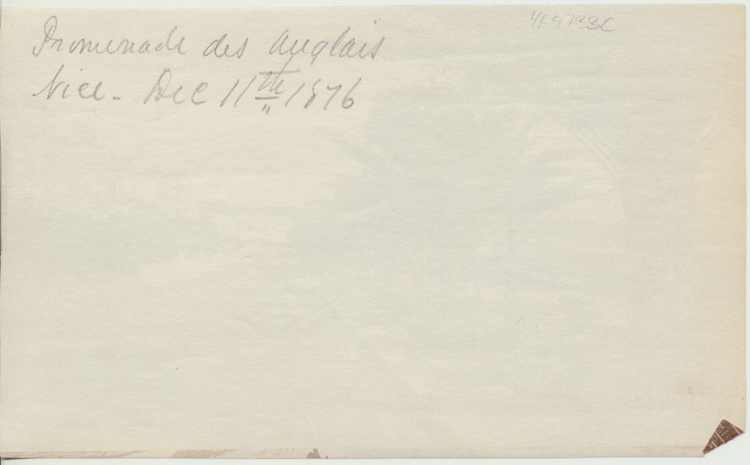 Promenade des Anglais
Nice - Dec 11th 1876